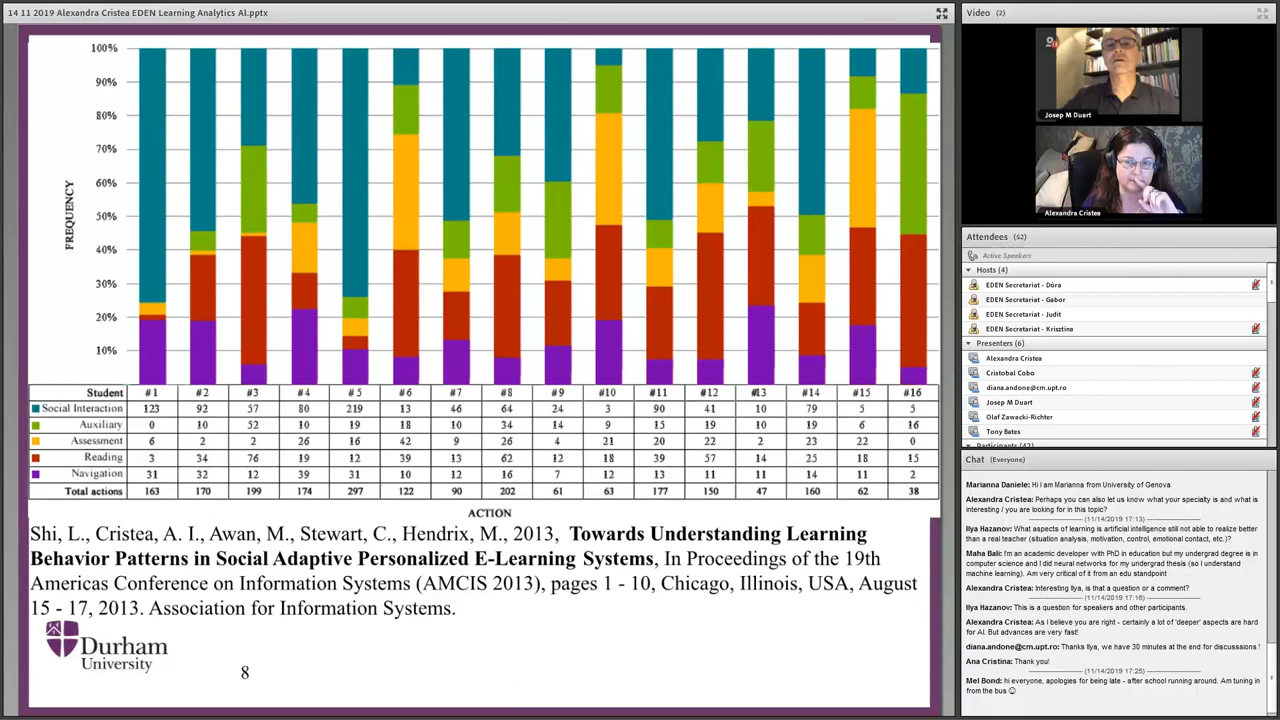 14 11 2019 Alexandra Cristea EDEN Learning Analytics AI.pptx
100%
90%
80%
70%
60%
50%
40%
30%
20%
10%
FREQUENCY
Student #1 #2 #3 #4 #5 #6 #7 #8 #9 #10 #11 #12 #13 #14 #15 #16
Social Interaction 123 92 57 80 219 13 46 64 24 3 90 41 10 79 5 5
Auxiliary 0 10 52 10 19 18 10 34 14 9 15 19 10 19 6 16
Assessment 6 2 2 26 16 42 9 26 4 21 20 22 2 23 22 0
Reading 3 34 76 19 12 39 13 62 12 18 39 57 14 25 18 15
Navigation 31 32 12 39 31 10 12 16 7 12 13 11 11 14 11 2
Total actions 163 170 199 174 297 122 90 202 61 63 177 150 47 160 62 38
ACTION
Shi, L., Cristea, A. I., Awan, M., Stewart, C., Hendrix, M., 2013, Towards Understanding Learning
Behavior Patterns in Social Adaptive Personalized E-Learning Systems, In Proceedings of the 19th
Americas Conference on Information Systems (AMCIS 2013), pages 1 - 10, Chicago, Illinois, USA, August
15 - 17, 2013. Association for Information Systems.
Durham
University
8
Video (2)
Josep M Duart
Alexandra Cristea
Attendees (52)
Active Speakers
Hosts (4)
EDEN Secretariat - Dóra
EDEN Secretariat - Gabor
EDEN Secretariat - Judit
EDEN Secretariat - Krisztina
Presenters (6)
Alexandra Cristea
Cristobal Cobo
diana.andone@cm.upt.ro
Josep M Duart
Olaf Zawacki-Richter
Tony Bates
Participants (42)
Chat (Everyone)
Marianna Daniele: Hi I am Marianna from University of Genova
Alexandra Cristea: Perhaps you can also let us know what your specialty is and what is
interesting / you are looking for in this topic?
(11/14/2019 17:13)
Ilya Hazanov: What aspects of learning is artificial intelligence still not able to realize better
than a real teacher (situation analysis, motivation, control, emotional contact, etc.)?
Maha Bali: I'm an academic developer with PhD in education but my undergrad degree is in
computer science and I did neural networks for my undergrad thesis (so I understand
machine learning). Am very critical of it from an edu standpoint
Alexandra Cristea: Interesting Ilya, is that a question or a comment?
(11/14/2019 17:16)
Ilya Hazanov: This is a question for speakers and other participants.
Alexandra Cristea: As I believe you are right - certainly a lot of 'deeper' aspects are hard
for AI. But advances are very fast!
diana.andone@cm.upt.ro: Thanks Ilya, we have 30 minutes at the end for discusssions !
Ana Cristina: Thank you!
(11/14/2019 17:25)
Mel Bond: hi everyone, apologies for being late - after school running around. Am tuning in
from the bus